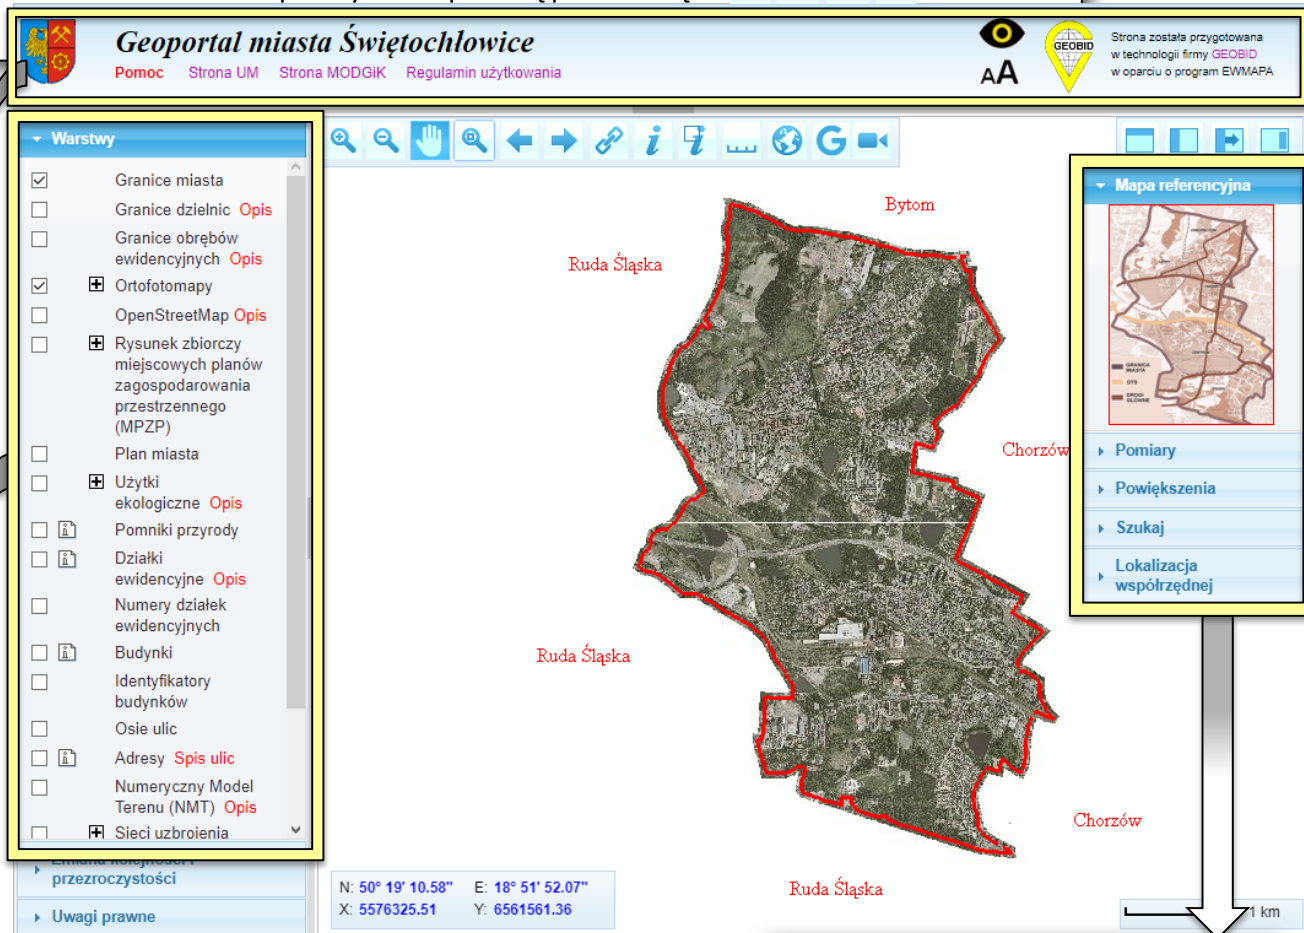 Geoportal miasta Świętochłowice
Pomoc Strona UM Strona MODGiK Regulamin użytkowania
AA
GEOBID
Strona została przygotowana
w technologii firmy GEOBID
w oparciu o program EWMAPA
Warstwy
Granice miasta
Granice dzielnic Opis
Granice obrębów
ewidencyjnych Opis
Ortofotomapy
OpenStreetMap Opis
Rysunek zbiorczy
miejscowych planów
zagospodarowania
przestrzennego
(MPZP)
Plan miasta
Użytki
ekologiczne Opis
Pomniki przyrody
Działki
ewidencyjne Opis
Numery działek
ewidencyjnych
Budynki
Identyfikatory
budynków
Osie ulic
Adresy Spis ulic
Numeryczny Model
Terenu (NMT) Opis
Sieci uzbrojenia
przezroczystości
Uwagi prawne
Bytom
Ruda Śląska
Chorzów
Ruda Śląska
Chorzów
Ruda Śląska
N: 50° 19' 10.58" E: 18° 51' 52.07"
X: 5576325.51 Y: 6561561.36
Mapa referencyjna
GRANICA
MIASTA
DTŚ
DROGI
GŁÓWNE
Pomiary
Powiększenia
Szukaj
Lokalizacja
współrzędnej
1 km